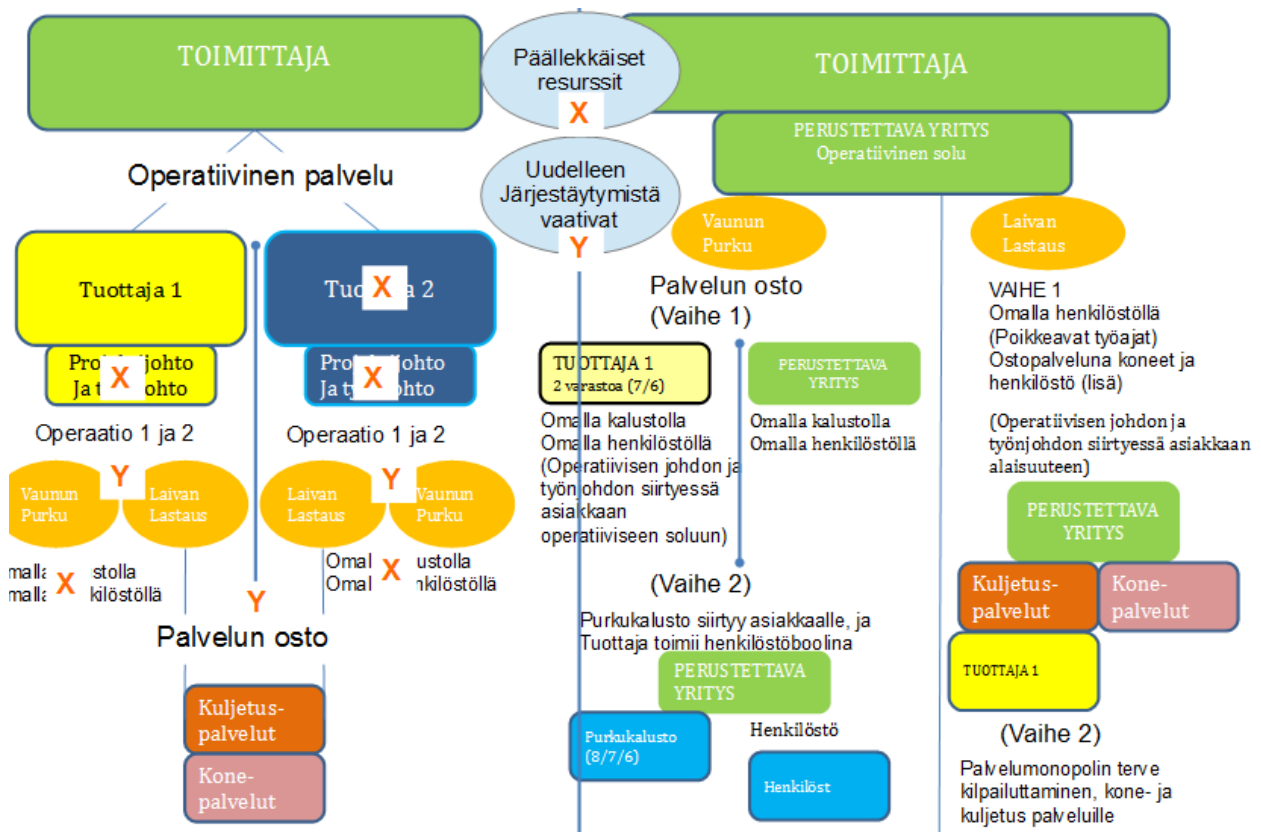 TOIMITTAJA
Operatiivinen palvelu
Tuottaja 1
X
Ja
X
Operaatio 1 ja 2
Vaunun
Purku
Y
Laivan
Lastaus
X
kilöstöllä
X
2
X
Ja
Operaatio 1 ja 2
Laivan
Lastaus
Y
Vaunun
Purku
X
Y
Palvelun osto
Kuljetus-
palvelut
Kone-
palvelut
Päällekkäiset
resurssit
X
Uudelleen
Järjestäytymistä
vaativat
Y
TOIMITTAJA
PERUSTETTAVA YRITYS
Operatiivinen solu
Vaunun
Purku
Palvelun osto
(Vaihe 1)
TUOTTAJA 1
2 varastoa (7/6)
Omalla kalustolla
Omalla henkilöstöllä
(Operatiivisen johdon ja
työnjohdon siirtyessä
asiakkaan
operatiiviseen soluun)
PERUSTETTAVA
YRITYS
Omalla kalustolla
Omalla henkilöstöllä
(Vaihe 2)
Purkukalusto siirtyy asiakkaalle, ja
Tuottaja toimii henkilöstöboolina
PERUSTETTAVA
YRITYS
Purkukalusto
(8/7/6)
Henkilöstö
Henkilöst
Laivan
Lastaus
VAIHE 1
Omalla henkilöstöllä
(Poikkeavat työajat)
Ostopalveluna koneet ja
henkilöstö (lisä)
(Operatiivisen johdon ja
työnjohdon siirtyessä asiakkaan
alaisuuteen)
PERUSTETTAVA
YRITYS
Kuljetus-
palvelut
Kone-
palvelut
TUOTTAJA 1
(Vaihe 2)
Palvelumonopolin terve
kilpailuttaminen, kone- ja
kuljetus palveluille